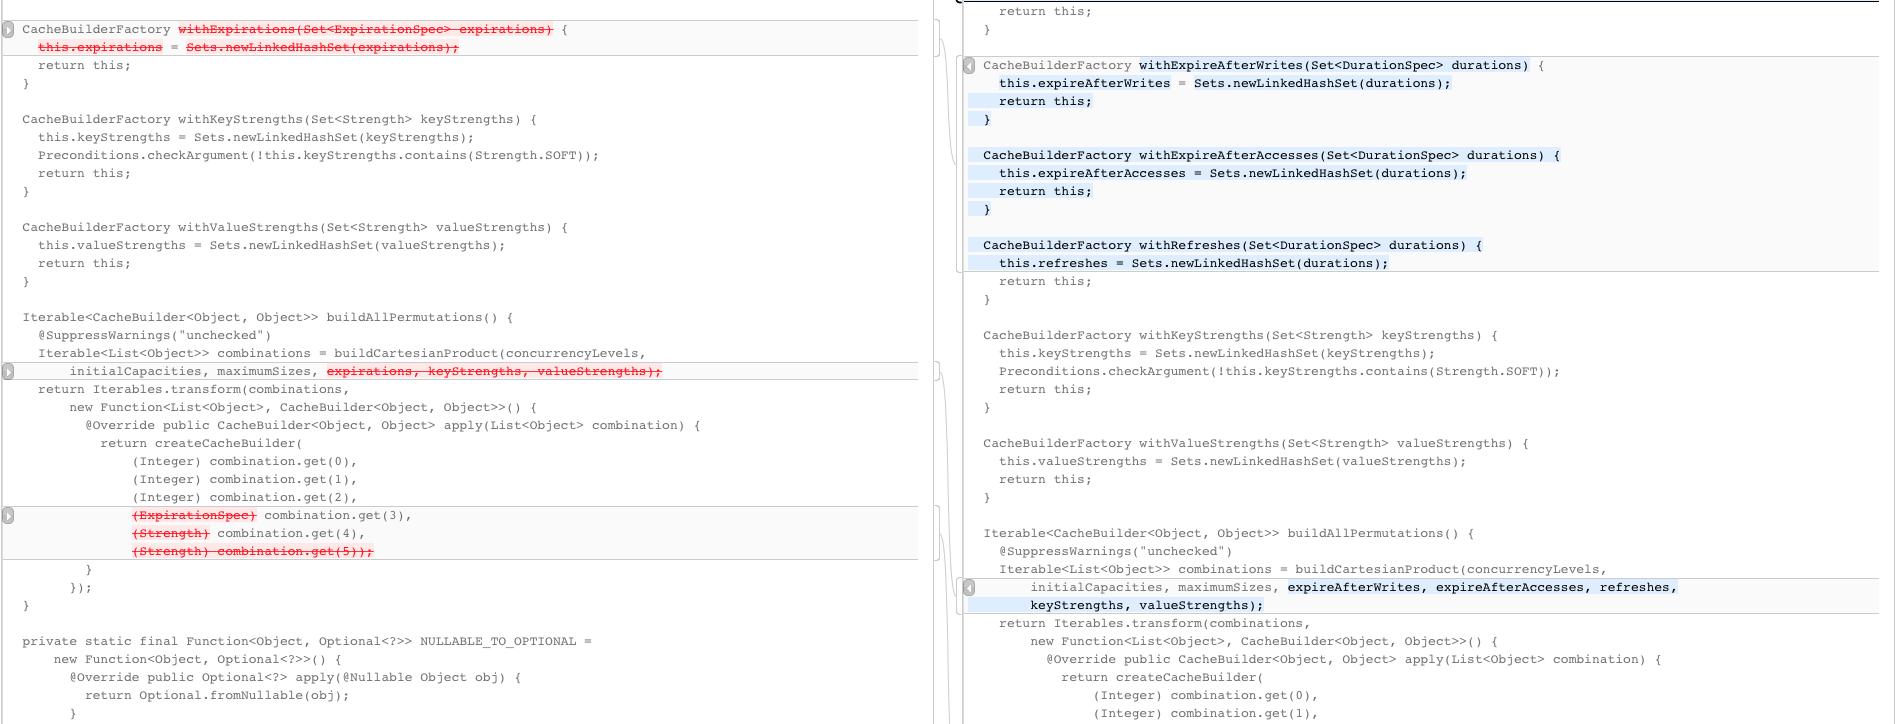 CacheBuilderFactory withExpirations(Set<ExpirationSpec> expirations) {
this.expirations = Sets.newLinkedHashSet(expirations);
return this;
}
CacheBuilderFactory withKeyStrengths(Set<Strength> keyStrengths) {
this.keyStrengths = Sets.newLinkedHashSet(keyStrengths);
Preconditions.checkArgument(!this.keyStrengths.contains(Strength.SOFT));
return this;
}
CacheBuilderFactory withValueStrengths(Set<Strength> valueStrengths) {
this.valueStrengths = Sets.newLinkedHashSet(valueStrengths);
return this;
}
Iterable<CacheBuilder<Object, Object>> buildAllPermutations() {
@SuppressWarnings("unchecked")
Iterable<List<Object>> combinations = buildCartesianProduct(concurrencyLevels,
initialCapacities, maximumSizes, expirations, keyStrengths, valueStrengths);
return Iterables.transform(combinations,
new Function<List<Object>, CacheBuilder<Object, Object>>() {
@Override public CacheBuilder<Object, Object> apply(List<Object> combination) {
return createCacheBuilder(
(Integer) combination.get(0),
(Integer) combination.get(1),
(Integer) combination.get(2),
(ExpirationSpec) combination.get(3),
(Strength) combination.get(4),
(Strength) combination.get(5));
}
});
}
private static final Function<Object, Optional<?>> NULLABLE_TO_OPTIONAL =
new Function<Object, Optional<?>>() {
@Override public Optional<?> apply(@Nullable Object obj) {
return Optional.fromNullable(obj);
}
return this;
}
CacheBuilderFactory withExpireAfterWrites(Set<DurationSpec> durations) {
this.expireAfterWrites = Sets.newLinkedHashSet(durations);
return this;
}
CacheBuilderFactory withExpireAfterAccesses(Set<DurationSpec> durations) {
this.expireAfterAccesses = Sets.newLinkedHashSet(durations);
return this;
}
CacheBuilderFactory withRefreshes(Set<DurationSpec> durations) {
this.refreshes = Sets.newLinkedHashSet(durations);
return this;
}
CacheBuilderFactory withKeyStrengths(Set<Strength> keyStrengths) {
this.keyStrengths = Sets.newLinkedHashSet(keyStrengths);
Preconditions.checkArgument(!this.keyStrengths.contains(Strength.SOFT));
return this;
}
CacheBuilderFactory withValueStrengths(Set<Strength> valueStrengths) {
this.valueStrengths = Sets.newLinkedHashSet(valueStrengths);
return this;
}
Iterable<CacheBuilder<Object, Object>> buildAllPermutations() {
@SuppressWarnings("unchecked")
Iterable<List<Object>> combinations = buildCartesianProduct(concurrencyLevels,
initialCapacities, maximumSizes, expireAfterWrites, expireAfterAccesses, refreshes,
keyStrengths, valueStrengths);
return Iterables.transform(combinations,
new Function<List<Object>, CacheBuilder<Object, Object>>() {
@Override public CacheBuilder<Object, Object> apply(List<Object> combination) {
return createCacheBuilder(
(Integer) combination.get(0),
(Integer) combination.get(1),